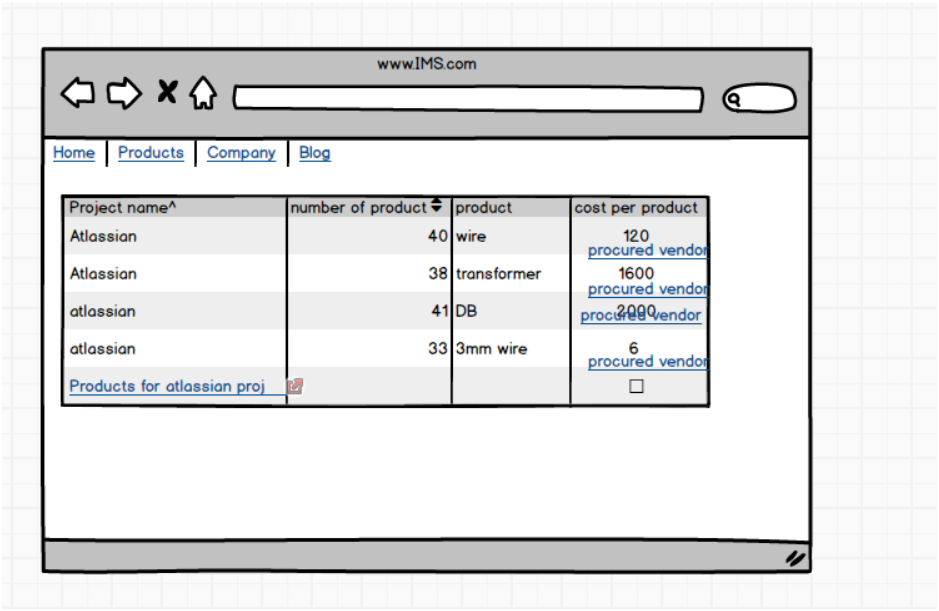 www.IMS.com
Home Products Company Blog
Project name^ number of product product cost per product
Atlassian 40 wire 120
procured vendor
Atlassian 38 transformer 1600
procured vendor
atlassian 41 DB 2000
procured vendor
atlassian 33 3mm wire 6
procured vendor
Products for atlassian proj